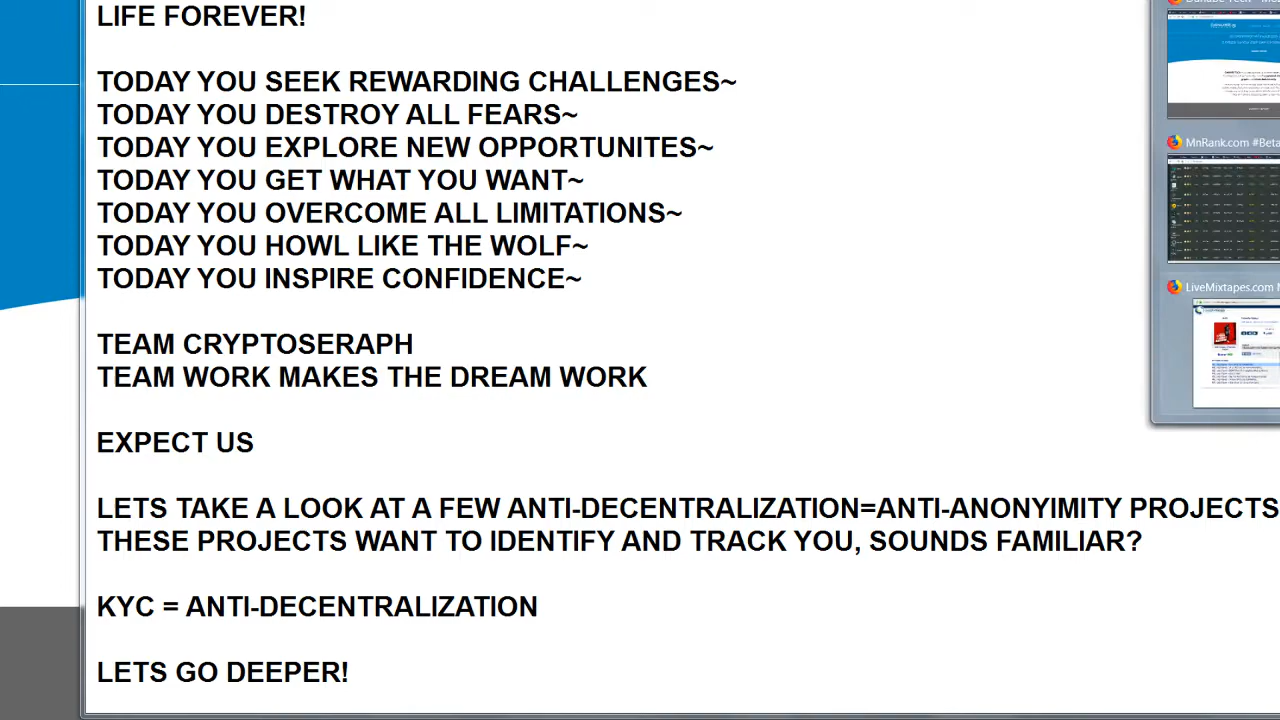 LIFE FOREVER!
TODAY YOU SEEK REWARDING CHALLENGES~
TODAY YOU DESTROY ALL FEARS~
TODAY YOU EXPLORE NEW OPPORTUNITES~
TODAY YOU GET WHAT YOU WANT~
TODAY YOU OVERCOME ALL LIMITATIONS~
TODAY YOU HOWL LIKE THE WOLF~
TODAY YOU INSPIRE CONFIDENCE~
TEAM CRYPTOSERAPH
TEAM WORK MAKES THE DREAM WORK
EXPECT US
LETS TAKE A LOOK AT A FEW ANTI-DECENTRALIZATION=ANTI-ANONYIMITY PROJECTS
THESE PROJECTS WANT TO IDENTIFY AND TRACK YOU, SOUNDS FAMILIAR?
KYC = ANTI-DECENTRALIZATION
LETS GO DEEPER!
MnRank.com #Beta
LiveMixtapes.com